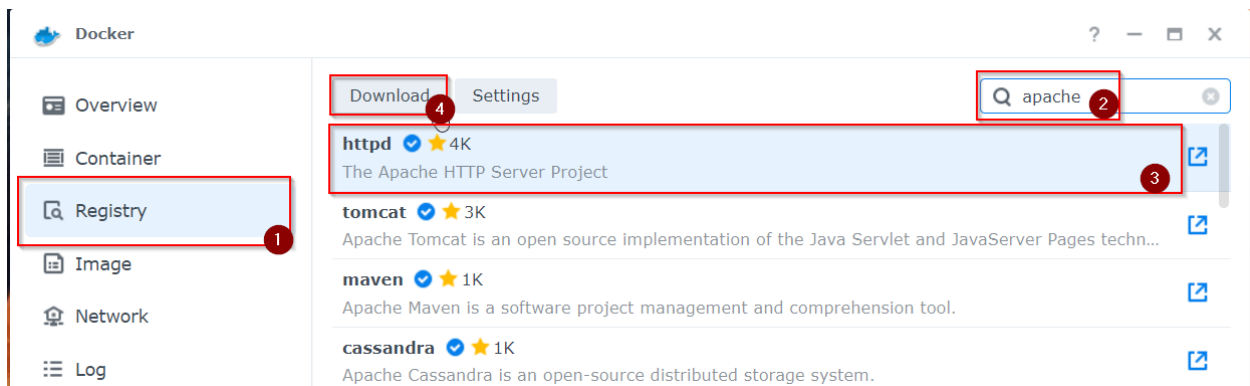 Docker
?
Overview
Container
Registry
1
Image
Network
Log
Download
4
Settings
apache
2
httpd 4K
The Apache HTTP Server Project
3
tomcat 3K
Apache Tomcat is an open source implementation of the Java Servlet and JavaServer Pages techn...
maven 1K
Apache Maven is a software project management and comprehension tool.
cassandra 1K
Apache Cassandra is an open-source distributed storage system.